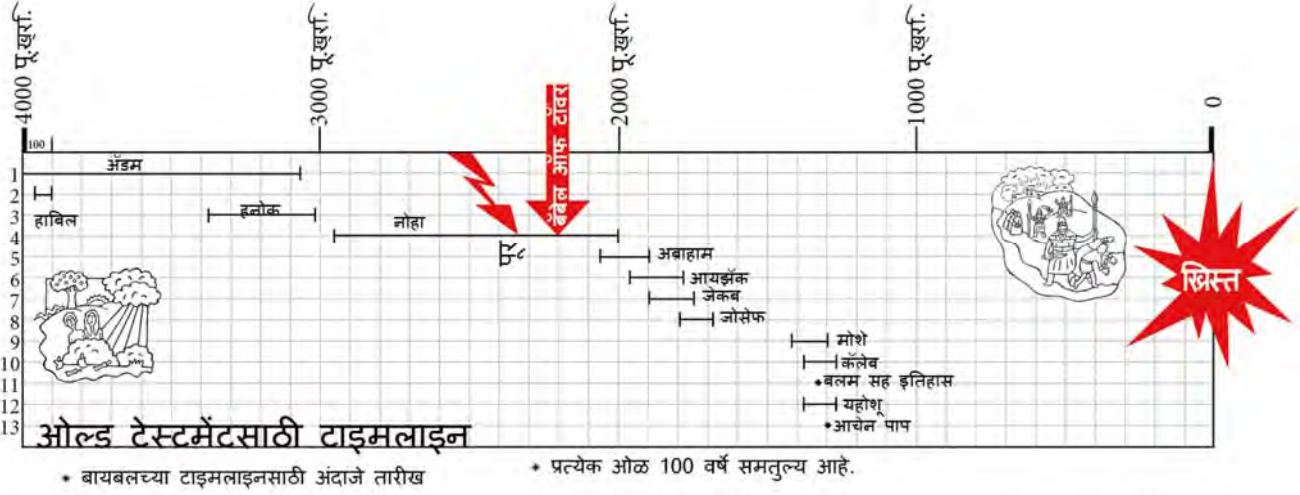 4000 पू.ख्रि.
3000 पू.ख्रि.
2000 पू.ख्रि.
1000 पू.ख्रि.
0
100
बॅबेल ऑफ टॉवर
1
ॲडम
2
हाबिल
3
हनोक
4
नोहा
पूर
5
अब्राहाम
6
आयझॅक
7
जेकब
8
जोसेफ
9
मोशे
10
कॅलेब
11
बलम सह इतिहास
12
यहोशू
13
आचेन पाप
ख्रिस्त
ओल्ड टेस्टमेंटसाठी टाइमलाइन
* बायबलच्या टाइमलाइनसाठी अंदाजे तारीख
* प्रत्येक ओळ 100 वर्षे समतुल्य आहे.